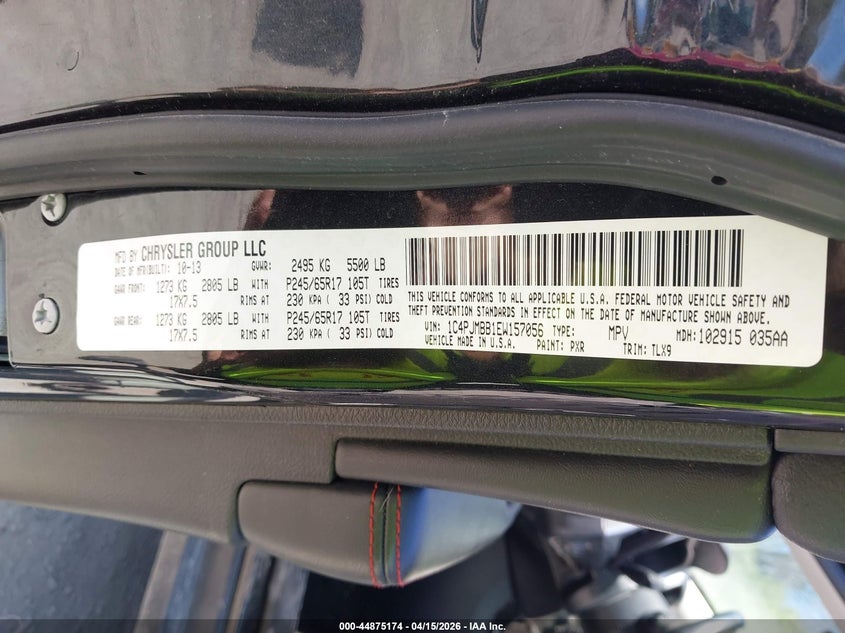 MFD BY CHRYSLER GROUP LLC
DATE OF MFR(BUILT): 10-13 GVWR: 2495 KG 5500 LB
GAWR FRONT: 1273 KG 2805 LB WITH P245/65R17 105T TIRES
17X7.5 RIMS AT 230 KPA ( 33 PSI) COLD
GAWR REAR: 1273 KG 2805 LB WITH P245/65R17 105T TIRES
17X7.5 RIMS AT 230 KPA ( 33 PSI) COLD
THIS VEHICLE CONFORMS TO ALL APPLICABLE U.S.A. FEDERAL MOTOR VEHICLE SAFETY AND
THEFT PREVENTION STANDARDS IN EFFECT ON THE DATE OF MANUFACTURE SHOWN ABOVE.
VIN: 1C4PJMBB1EW157056 TYPE: MPV MDH:102915 035AA
VEHICLE MADE IN U.S.A. PAINT: PXR TRIM: TLX9
000-44875174 - 04/15/2026 - IAA Inc.